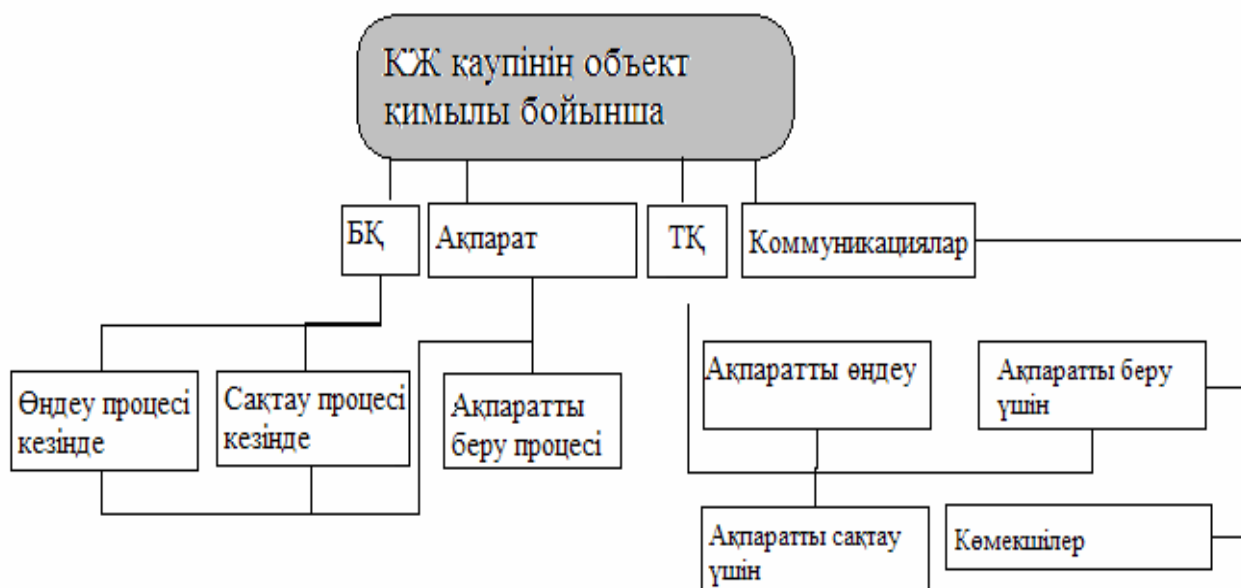 КЖ қаупінің объект
қимылы бойынша
БҚ
Ақпарат
ТҚ
Коммуникациялар
Өңдеу процесі
кезінде
Сақтау процесі
кезінде
Ақпаратты
беру процесі
Ақпаратты өңдеу
Ақпаратты беру
үшін
Ақпаратты сақтау
үшін
Көмекшілер